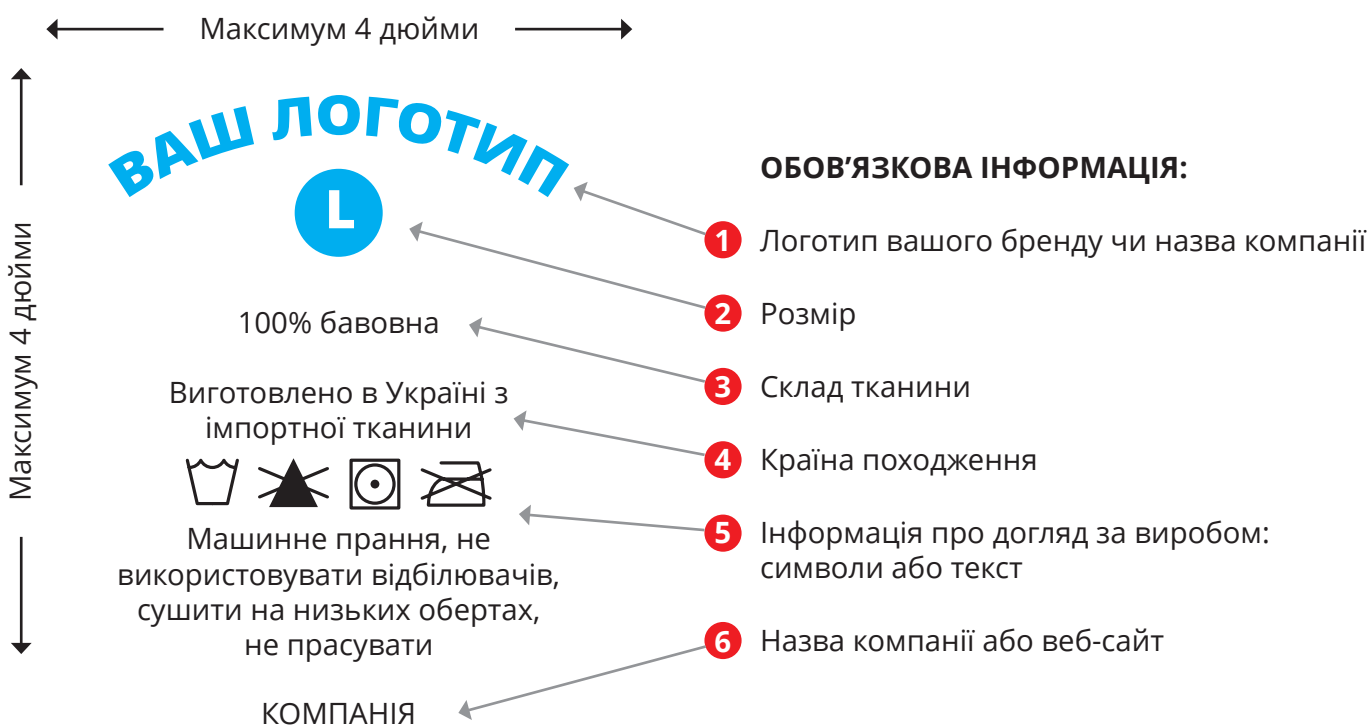 Максимум 4 дюйми
Максимум 4 дюйми
ВАШ ЛОГОТИП
L
100% бавовна
Виготовлено в Україні з
імпортної тканини
Машинне прання, не
використовувати відбілювачів,
сушити на низьких обертах,
не прасувати
КОМПАНІЯ
ОБОВ’ЯЗКОВА ІНФОРМАЦІЯ:
1 Логотип вашого бренду чи назва компанії
2 Розмір
3 Склад тканини
4 Країна походження
5 Інформація про догляд за виробом:
символи або текст
6 Назва компанії або веб-сайт